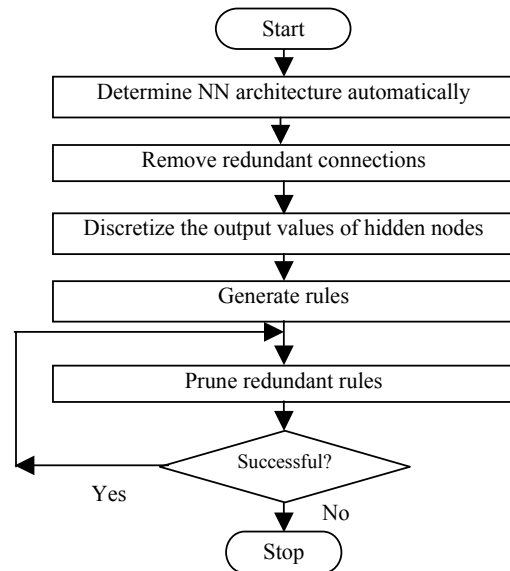 Start
Determine NN architecture automatically
Remove redundant connections
Discretize the output values of hidden nodes
Generate rules
Prune redundant rules
Successful?
Yes
No
Stop